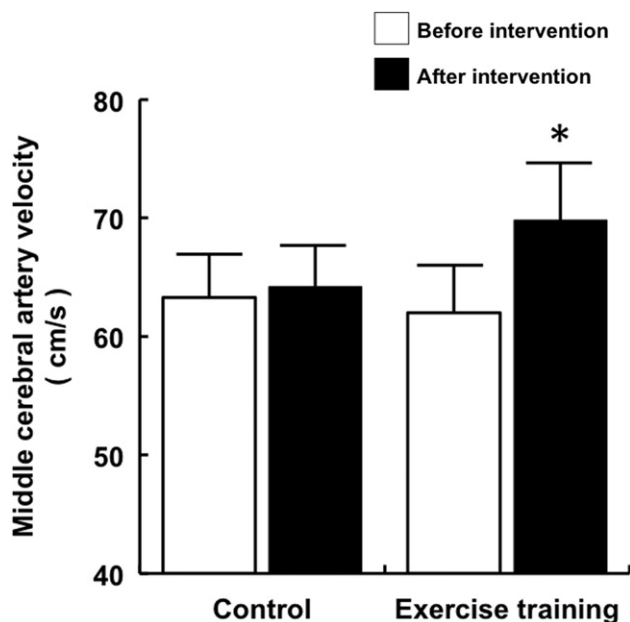 Before intervention
After intervention
Middle cerebral artery velocity
( cm/s )
80
70
60
50
40
*
Control
Exercise training